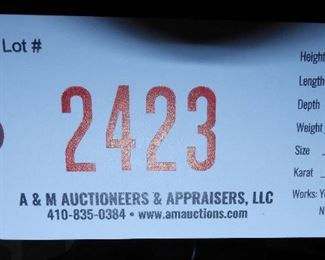 Lot #
2423
A & M AUCTIONEERS & APPRAISERS, LLC
410-835-0384 • www.amauctions.com
Height
Length
Depth
Weight
Size
Karat
Works: